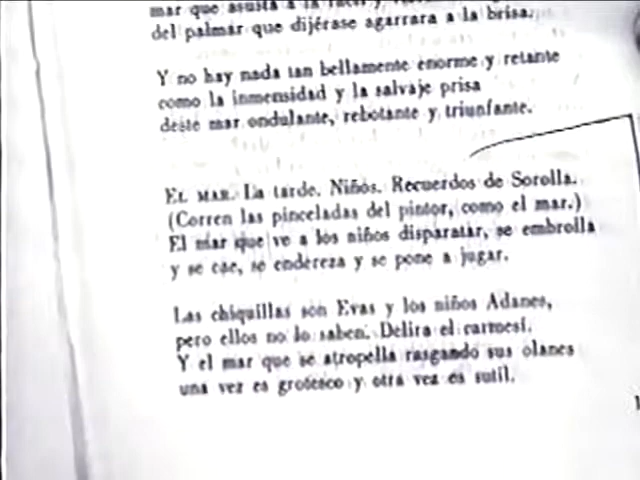 mar que asusta a la
del palmar que dijérase agarrara a la brisa.
Y no hay nada tan bellamente enorme y retante
como la inmensidad y la salvaje prisa
deste mar ondulante, rebotante y triunfante.
EL MAR. La tarde. Niños. Recuerdos de Sorolla.
(Corren las pinceladas del pintor, como el mar.)
El mar que ve a los niños disparatar, se embrolla
y se cae, se endereza y se pone a jugar.
Las chiquillas son Evas y los niños Adanes,
pero ellos no lo saben. Delira el carmesí.
Y el mar que se atropella rasgando sus olanes
una vez es grotesco y otra vez es sutil.